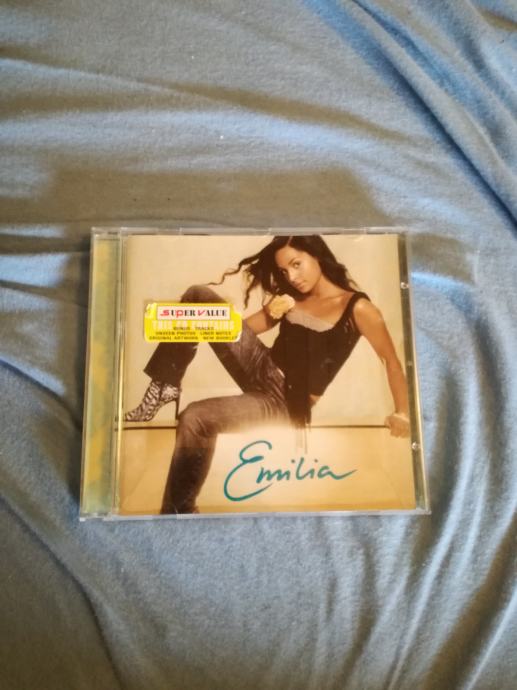 SUPER VALUE
BONUS TRACKS
UNSEEN PHOTOS LINER NOTES
ORIGINAL ARTWORK NEW BOOKLET
Emilia